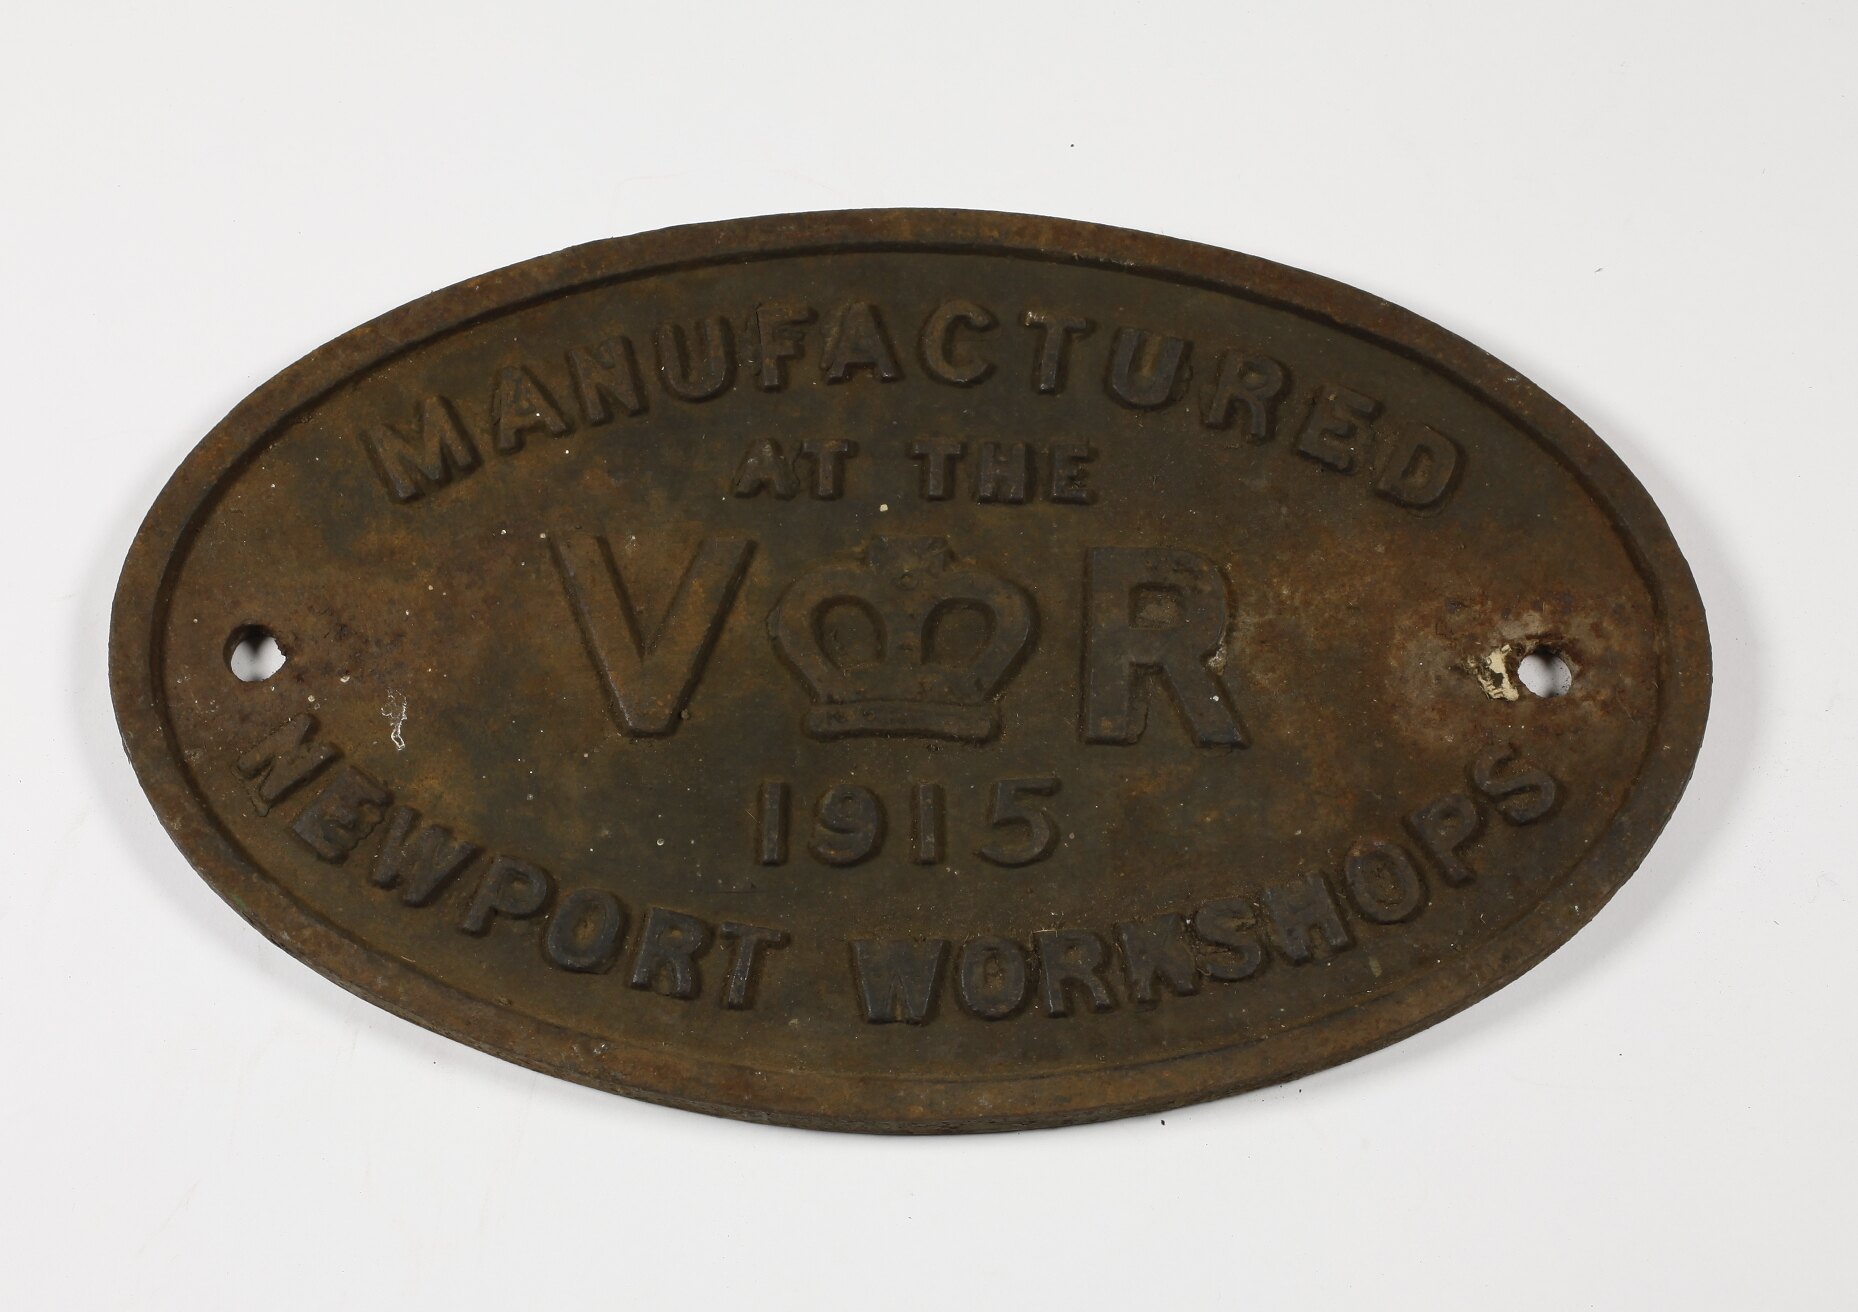 MANUFACTURED
AT THE
V R
1915
NEWPORT WORKSHOPS